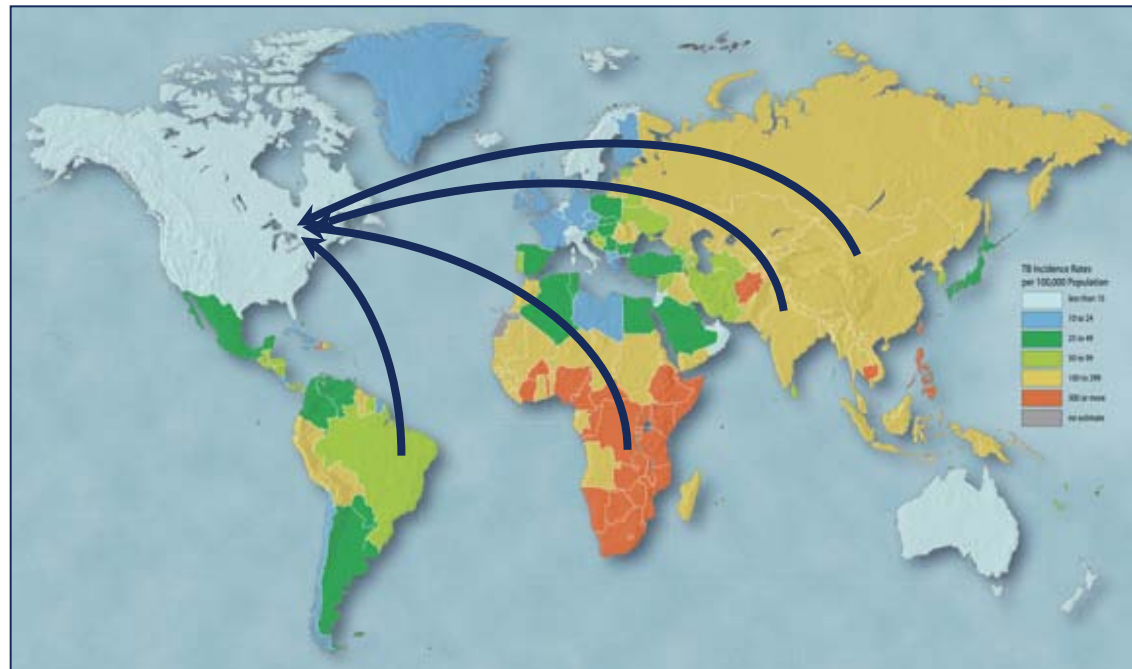 TB Incidence Rates
per 100,000 Population
less than 10
10 to 24
25 to 49
50 to 99
100 to 299
300 or more
no estimate